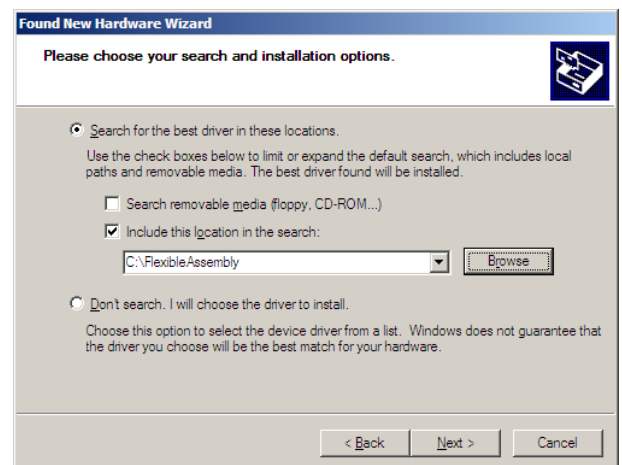 Found New Hardware Wizard
Please choose your search and installation options.
Search for the best driver in these locations.
Use the check boxes below to limit or expand the default search, which includes local
paths and removable media. The best driver found will be installed.
Search removable media (floppy, CD-ROM...)
Include this location in the search:
C:\FlexibleAssembly
Browse
Don't search. I will choose the driver to install.
Choose this option to select the device driver from a list. Windows does not guarantee that
the driver you choose will be the best match for your hardware.
< Back
Next >
Cancel